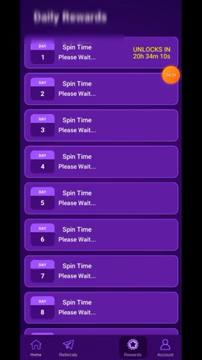 Daily Rewards
DAY
1
Spin Time
Please Wait...
UNLOCKS IN
20h 34m 10s
DAY
2
Spin Time
Please Wait...
DAY
3
Spin Time
Please Wait...
DAY
4
Spin Time
Please Wait...
DAY
5
Spin Time
Please Wait...
DAY
6
Spin Time
Please Wait...
DAY
7
Spin Time
Please Wait...
DAY
8
Spin Time
Please Wait...
Home
Referrals
Rewards
Account